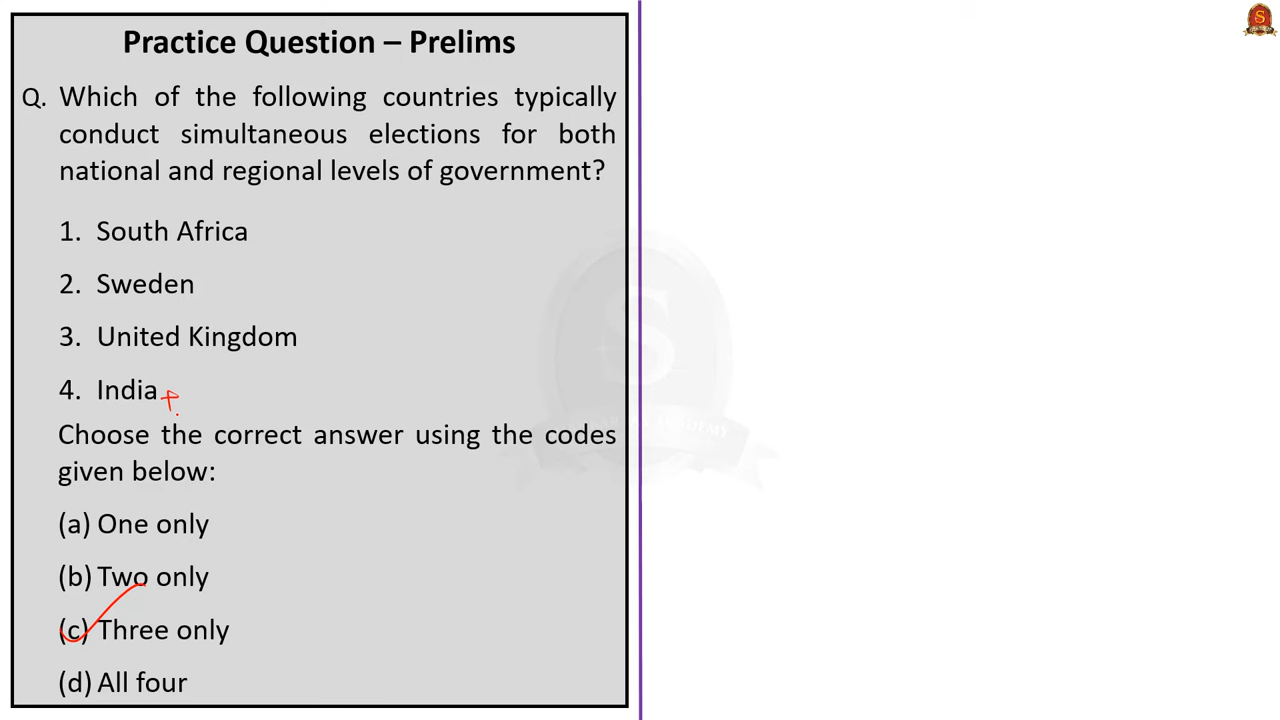 Practice Question – Prelims
Q. Which of the following countries typically
conduct simultaneous elections for both
national and regional levels of government?
1. South Africa
2. Sweden
3. United Kingdom
4. India
Choose the correct answer using the codes
given below:
(a) One only
(b) Two only
(c) Three only
(d) All four